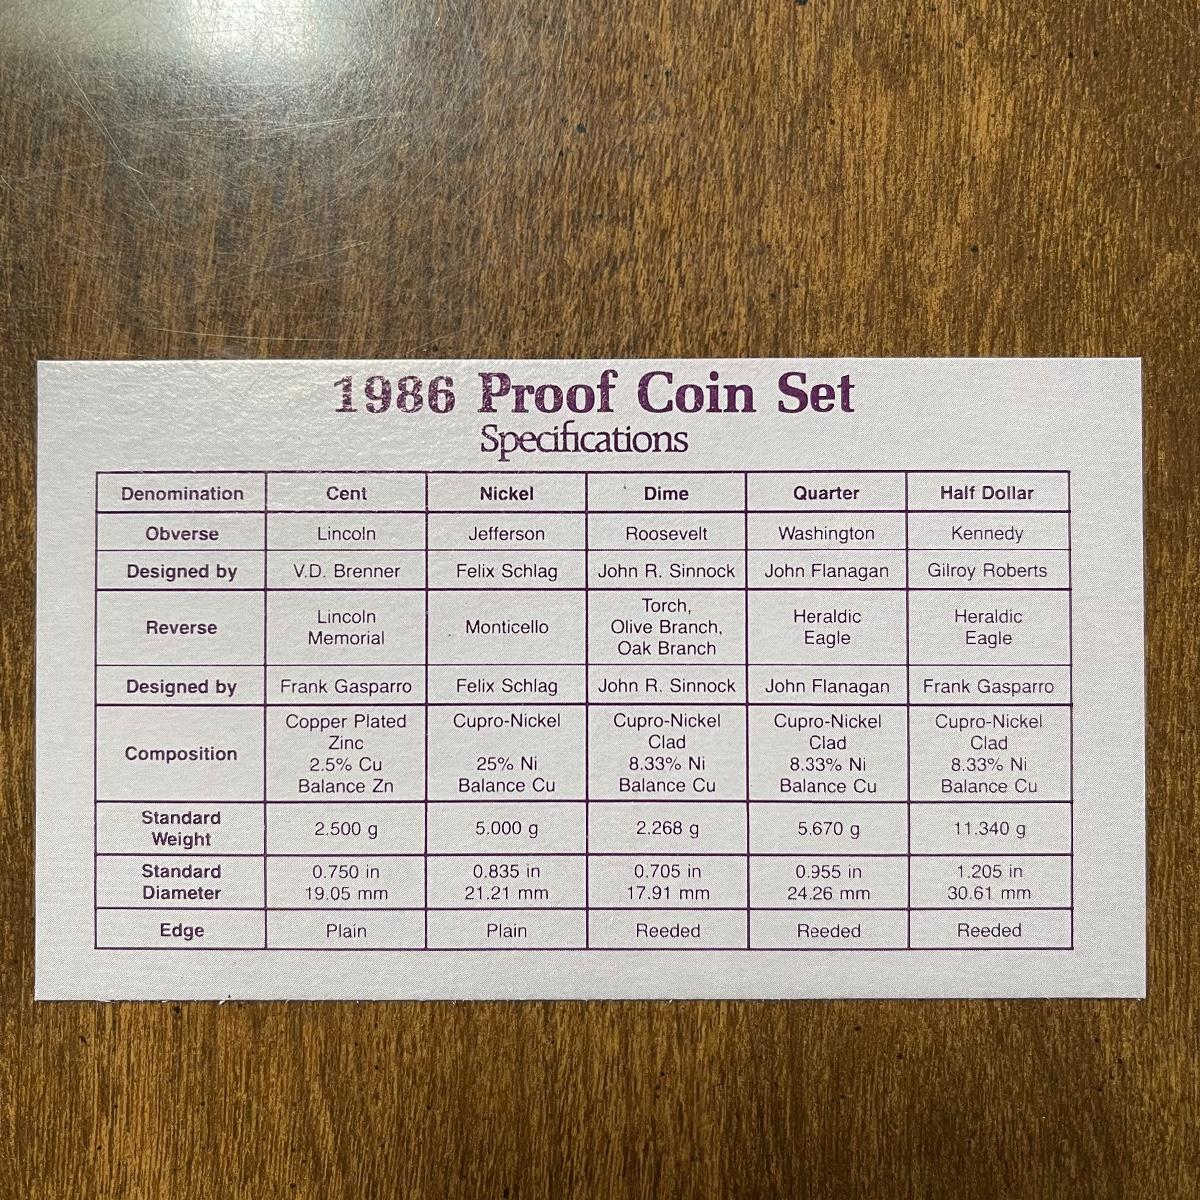 1986 Proof Coin Set
Specifications
Denomination Cent Nickel Dime Quarter Half Dollar
Obverse Lincoln Jefferson Roosevelt Washington Kennedy
Designed by V.D. Brenner Felix Schlag John R. Sinnock John Flanagan Gilroy Roberts
Reverse
Lincoln
Memorial
Monticello
Torch,
Olive Branch,
Oak Branch
Heraldic
Eagle
Heraldic
Eagle
Designed by Frank Gasparro Felix Schlag John R. Sinnock John Flanagan Frank Gasparro
Composition
Copper Plated
Zinc
2.5% Cu
Balance Zn
Cupro-Nickel
25% Ni
Balance Cu
Cupro-Nickel
Clad
8.33% Ni
Balance Cu
Cupro-Nickel
Clad
8.33% Ni
Balance Cu
Cupro-Nickel
Clad
8.33% Ni
Balance Cu
Standard
Weight
2.500 g 5.000 g 2.268 g 5.670 g 11.340 g
Standard
Diameter
0.750 in
19.05 mm
0.835 in
21.21 mm
0.705 in
17.91 mm
0.955 in
24.26 mm
1.205 in
30.61 mm
Edge Plain Plain Reeded Reeded Reeded